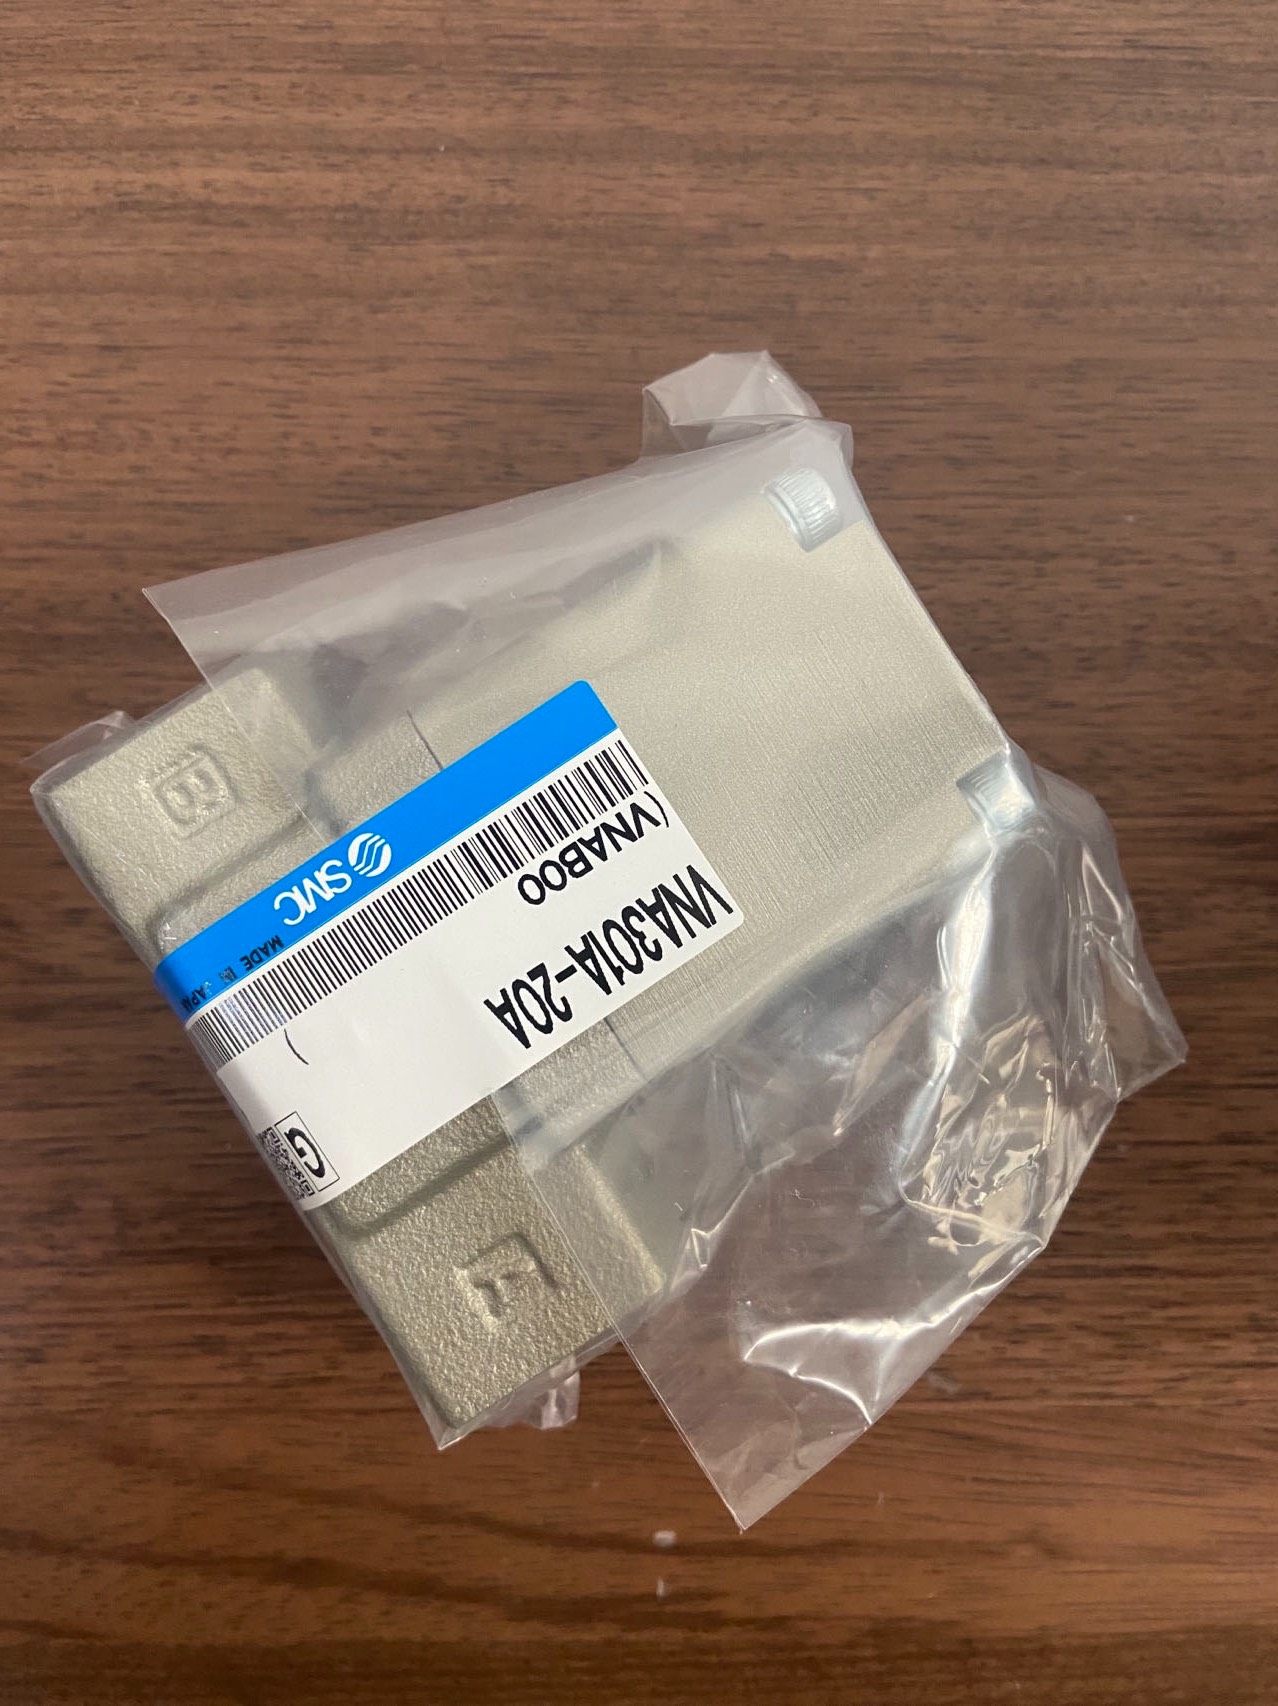 VNA301A-20A
(VNAB00 )
SMC MADE IN JAPAN
G
B